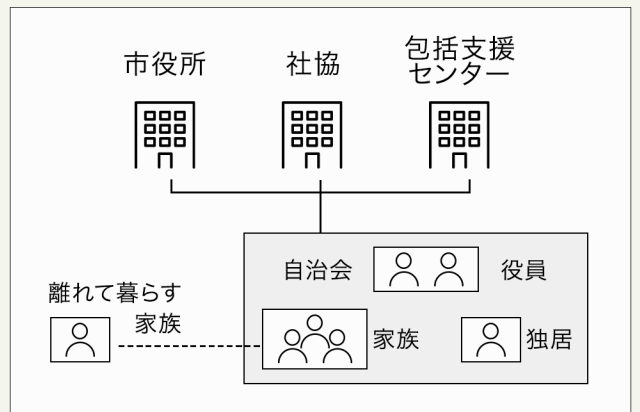 市役所
社協
包括支援
センター
自治会
役員
離れて暮らす
家族
家族
独居